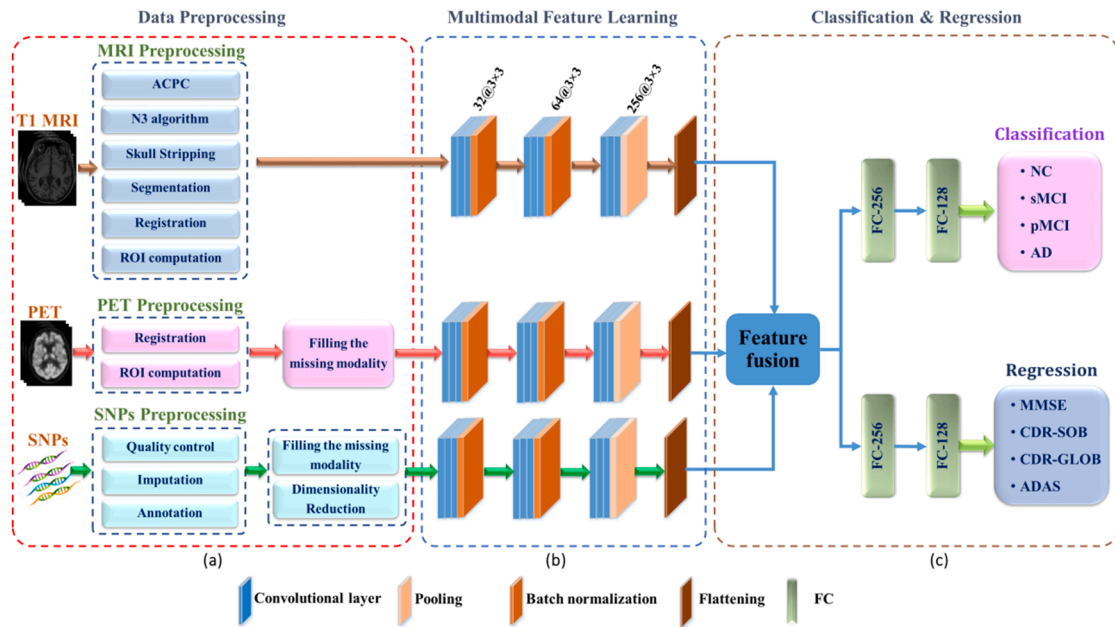 Data Preprocessing
Multimodal Feature Learning
Classification & Regression
MRI Preprocessing
T1 MRI
ACPC
N3 algorithm
Skull Stripping
Segmentation
Registration
ROI computation
32@3×3
64@3×3
256@3×3
PET Preprocessing
PET
Registration
ROI computation
Filling the
missing modality
SNPs Preprocessing
SNPs
Quality control
Imputation
Annotation
Filling the missing
modality
Dimensionality
Reduction
Feature
fusion
FC-256
FC-128
Classification
• NC
• sMCI
• pMCI
• AD
FC-256
FC-128
Regression
• MMSE
• CDR-SOB
• CDR-GLOB
• ADAS
(a)
(b)
(c)
Convolutional layer
Pooling
Batch normalization
Flattening
FC